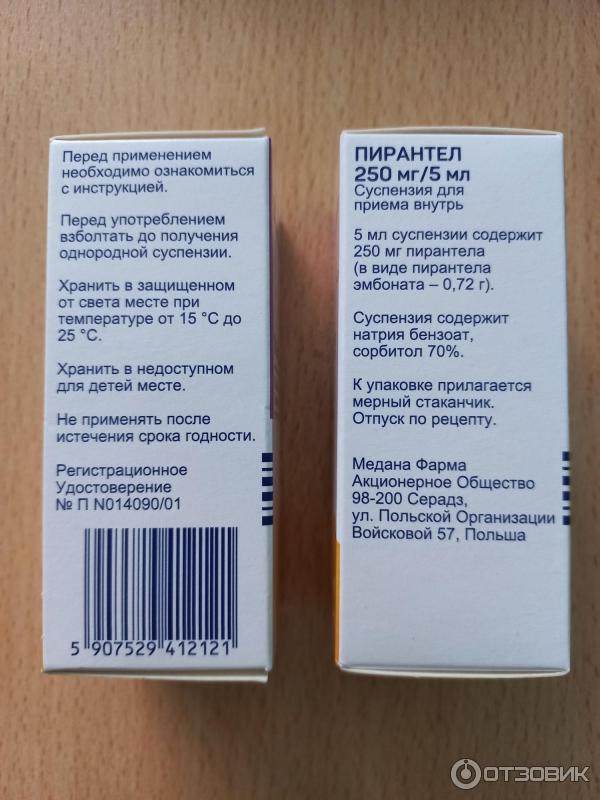 Перед применением
необходимо ознакомиться
с инструкцией.
Перед употреблением
взболтать до получения
однородной суспензии.
Хранить в защищенном
от света месте при
температуре от 15 °С до
25 °С.
Хранить в недоступном
для детей месте.
Не применять после
истечения срока годности.
Регистрационное
Удостоверение
№ П N014090/01
5 907529 412121
ПИРАНТЕЛ
250 мг/5 мл
Суспензия для
приема внутрь
5 мл суспензии содержит
250 мг пирантела
(в виде пирантела
эмбоната – 0,72 г).
Суспензия содержит
натрия бензоат,
сорбитол 70%.
К упаковке прилагается
мерный стаканчик.
Отпуск по рецепту.
Медана Фарма
Акционерное Общество
98-200 Серадз,
ул. Польской Организации
Войсковой 57, Польша
ОТЗОВИК